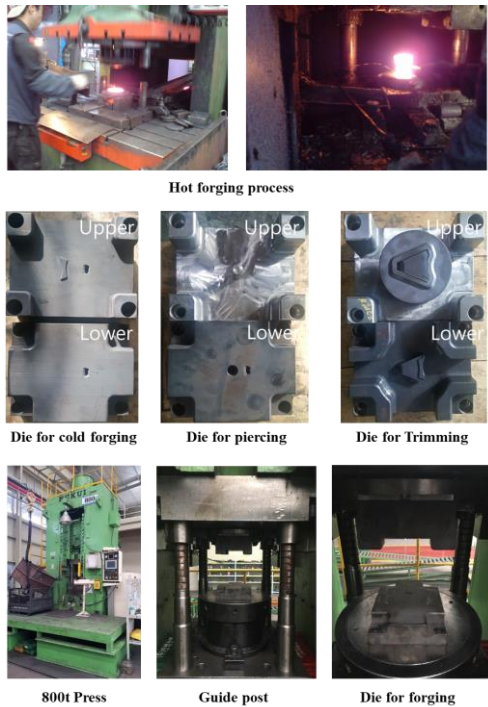 Hot forging process
Upper
Upper
Upper
Lower
Lower
Lower
Die for cold forging
Die for piercing
Die for Trimming
800
800t Press
Guide post
Die for forging